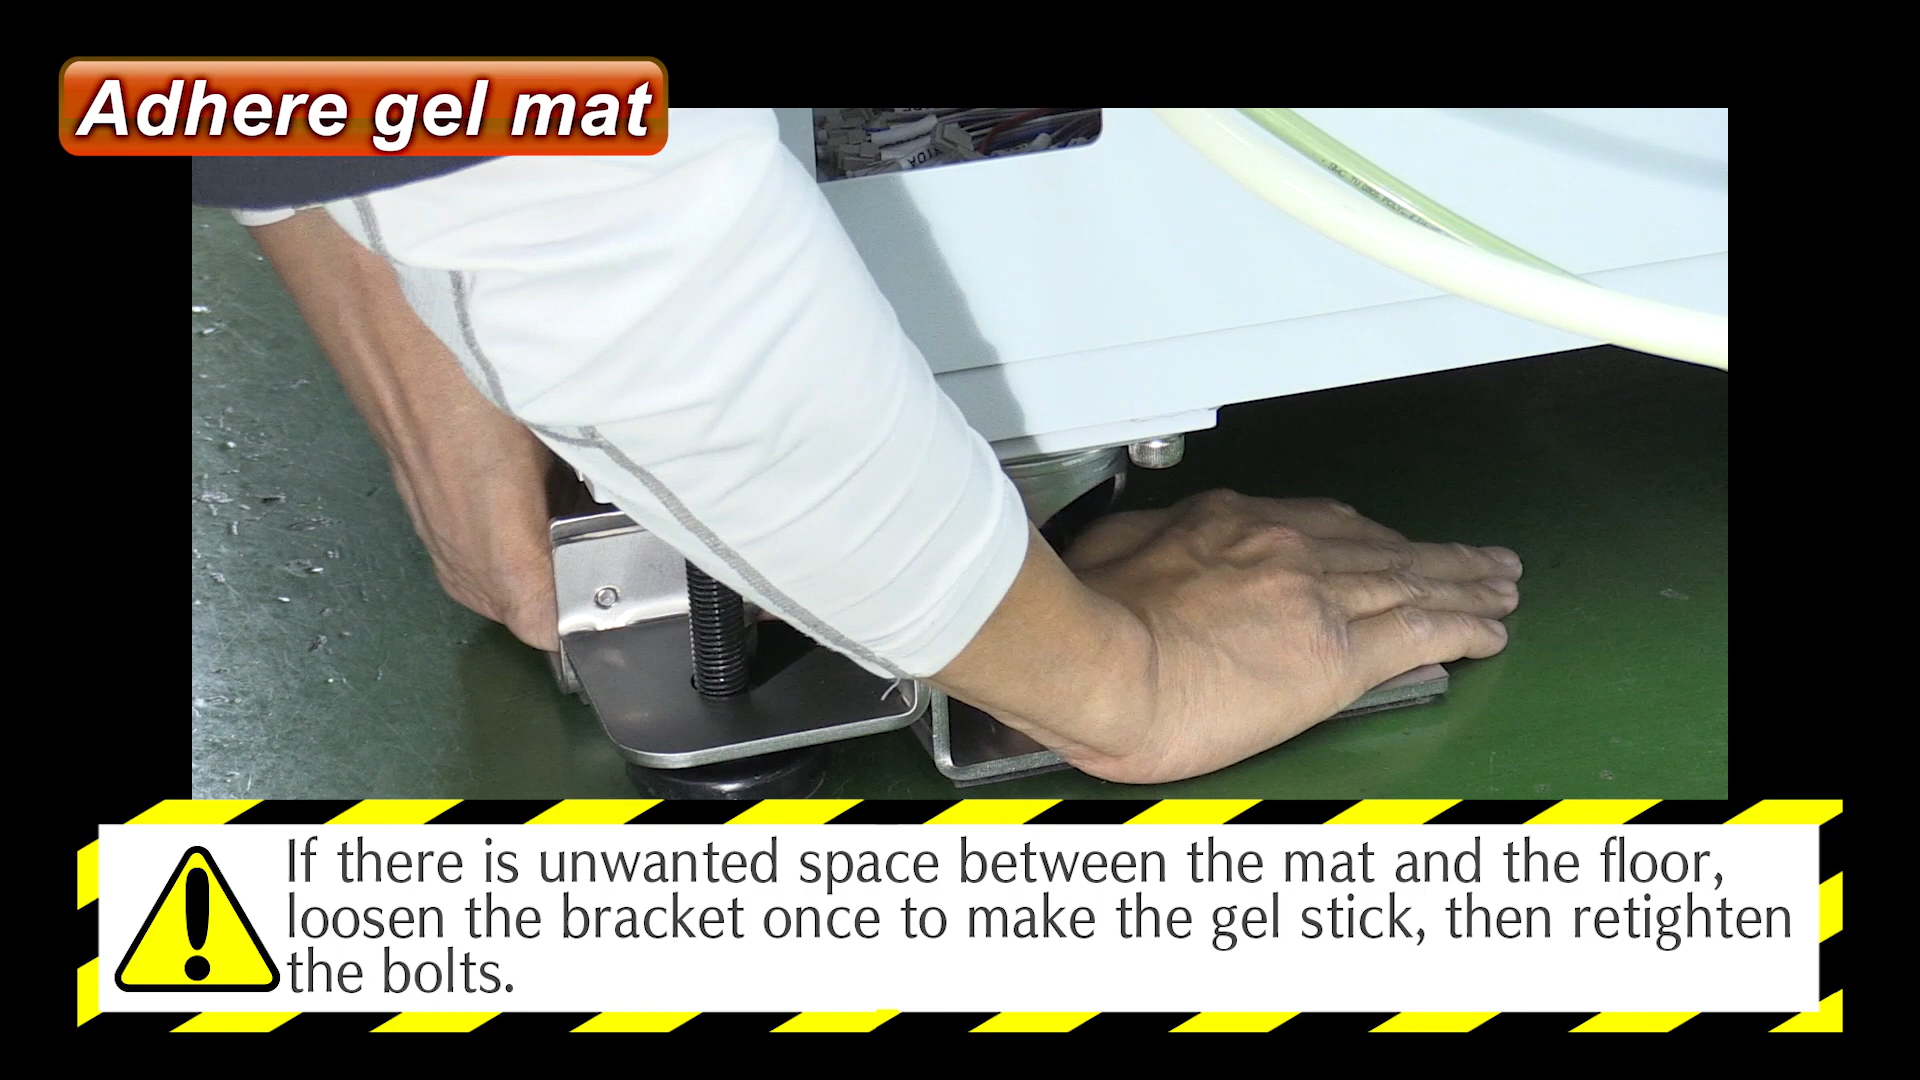 Adhere gel mat
If there is unwanted space between the mat and the floor,
loosen the bracket once to make the gel stick, then retighten
the bolts.